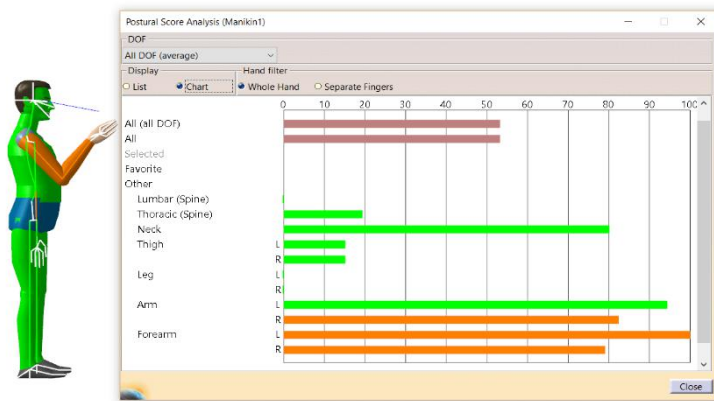 Postural Score Analysis (Manikin1)
DOF
All DOF (average)
Display
Hand filter
List Chart Whole Hand Separate Fingers
0 10 20 30 40 50 60 70 80 90 100
All (all DOF)
All
Selected
Favorite
Other
Lumbar (Spine)
Thoracic (Spine)
Neck
Thigh L
R
Leg L
R
Arm L
R
Forearm L
R
Close